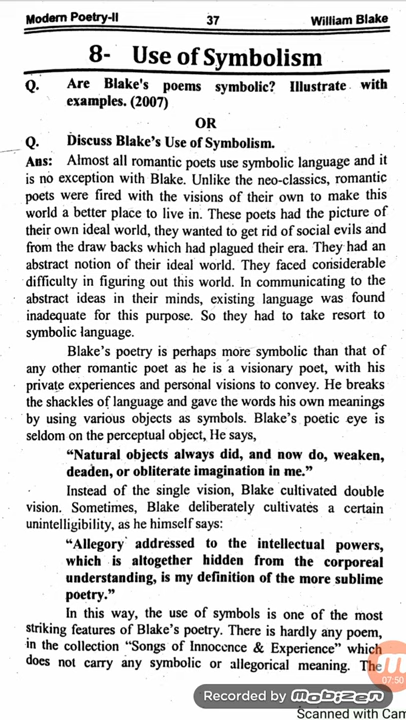 Modern Poetry-II 37 William Blake
8- Use of Symbolism
Q. Are Blake's poems symbolic? Illustrate with
examples. (2007)
OR
Q. Discuss Blake's Use of Symbolism.
Ans: Almost all romantic poets use symbolic language and it
is no exception with Blake. Unlike the neo-classics, romantic
poets were fired with the visions of their own to make this
world a better place to live in. These poets had the picture of
their own ideal world, they wanted to get rid of social evils and
from the draw backs which had plagued their era. They had an
abstract notion of their ideal world. They faced considerable
difficulty in figuring out this world. In communicating to the
abstract ideas in their minds, existing language was found
inadequate for this purpose. So they had to take resort to
symbolic language.
Blake's poetry is perhaps more symbolic than that of
any other romantic poet as he is a visionary poet, with his
private experiences and personal visions to convey. He breaks
the shackles of language and gave the words his own meanings
by using various objects as symbols. Blake's poetic eye is
seldom on the perceptual object, He says,
"Natural objects always did, and now do, weaken,
deaden, or obliterate imagination in me."
Instead of the single vision, Blake cultivated double
vision. Sometimes, Blake deliberately cultivates a certain
unintelligibility, as he himself says:
"Allegory addressed to the intellectual powers,
which is altogether hidden from the corporeal
understanding, is my definition of the more sublime
poetry."
In this way, the use of symbols is one of the most
striking features of Blake's poetry. There is hardly any poem,
in the collection "Songs of Innocence & Experience" which
does not carry any symbolic or allegorical meaning. The
07:50
Recorded by Mobizen
Scanned with Cam